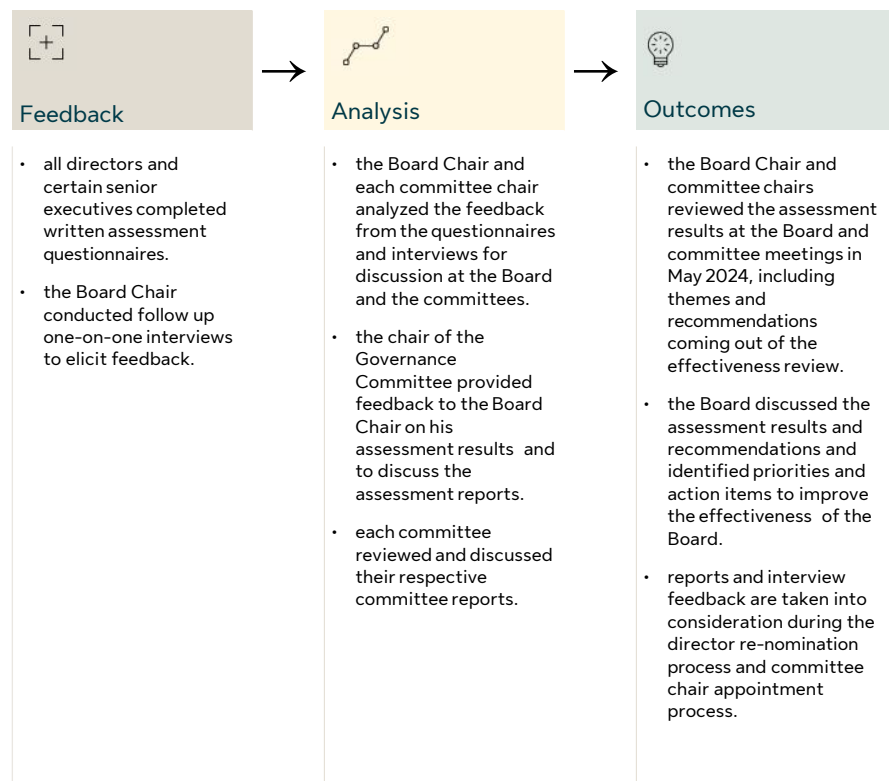 Feedback
• all directors and
certain senior
executives completed
written assessment
questionnaires.
• the Board Chair
conducted follow up
one-on-one interviews
to elicit feedback.
Analysis
• the Board Chair and
each committee chair
analyzed the feedback
from the questionnaires
and interviews for
discussion at the Board
and the committees.
• the chair of the
Governance
Committee provided
feedback to the Board
Chair on his
assessment results and
to discuss the
assessment reports.
• each committee
reviewed and discussed
their respective
committee reports.
Outcomes
• the Board Chair and
committee chairs
reviewed the assessment
results at the Board and
committee meetings in
May 2024, including
themes and
recommendations
coming out of the
effectiveness review.
• the Board discussed the
assessment results and
recommendations and
identified priorities and
action items to improve
the effectiveness of the
Board.
• reports and interview
feedback are taken into
consideration during the
director re-nomination
process and committee
chair appointment
process.